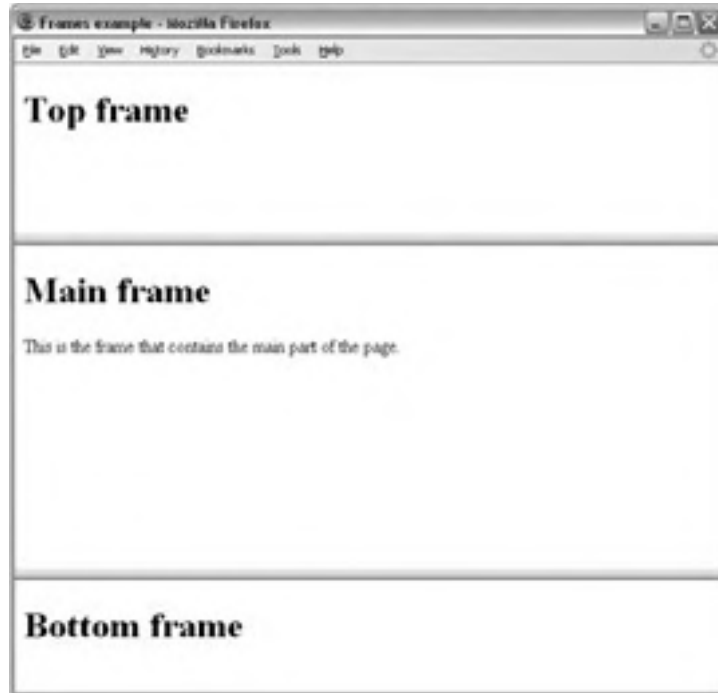 Frames example - Mozilla Firefox
File Edit View History Bookmarks Tools Help
Top frame
Main frame
This is the frame that contains the main part of the page.
Bottom frame